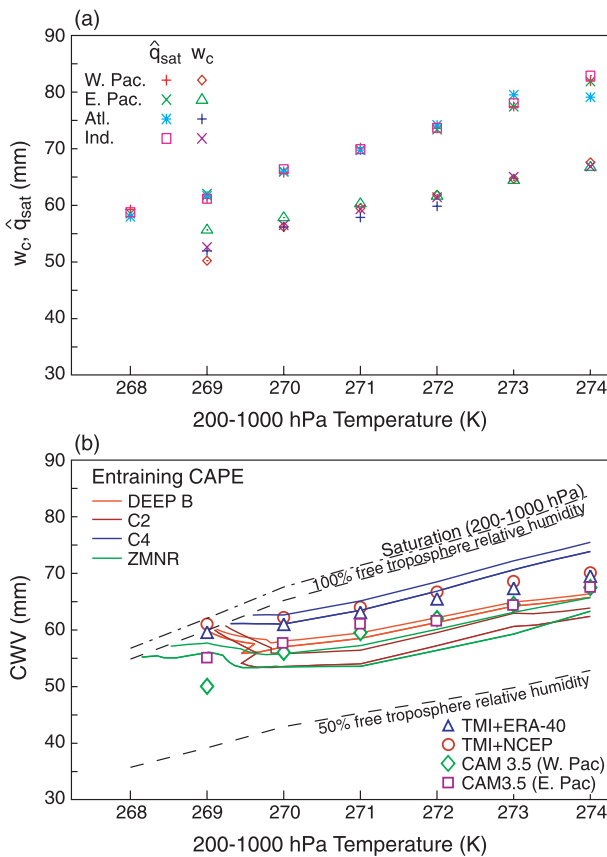 (a)
q̂sat wc
W. Pac.
E. Pac.
Atl.
Ind.
wc, q̂sat (mm)
90
80
70
60
50
40
30
268 269 270 271 272 273 274
200-1000 hPa Temperature (K)
(b)
Entraining CAPE
DEEP B
C2
C4
ZMNR
Saturation (200-1000 hPa)
100% free troposphere relative humidity
50% free troposphere relative humidity
TMI+ERA-40
TMI+NCEP
CAM 3.5 (W. Pac)
CAM3.5 (E. Pac)
CWV (mm)
90
80
70
60
50
40
30
268 269 270 271 272 273 274
200-1000 hPa Temperature (K)